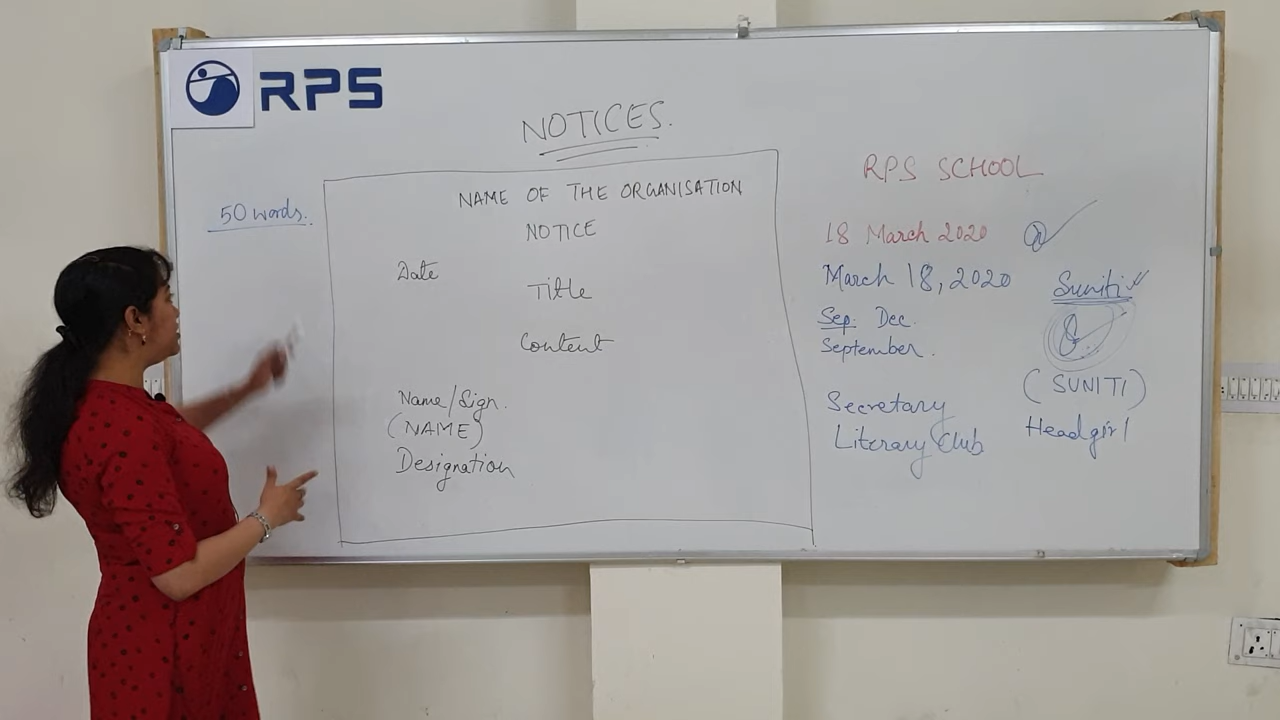 RPS
NOTICES.
50 words.
NAME OF THE ORGANISATION
NOTICE
Date
Title
Content
Name/Sign.
(NAME)
Designation
RPS SCHOOL
18 March 2020
March 18, 2020
Sep. Dec.
September.
Secretary
Literary Club
Suniti
(SUNITI)
Headgirl